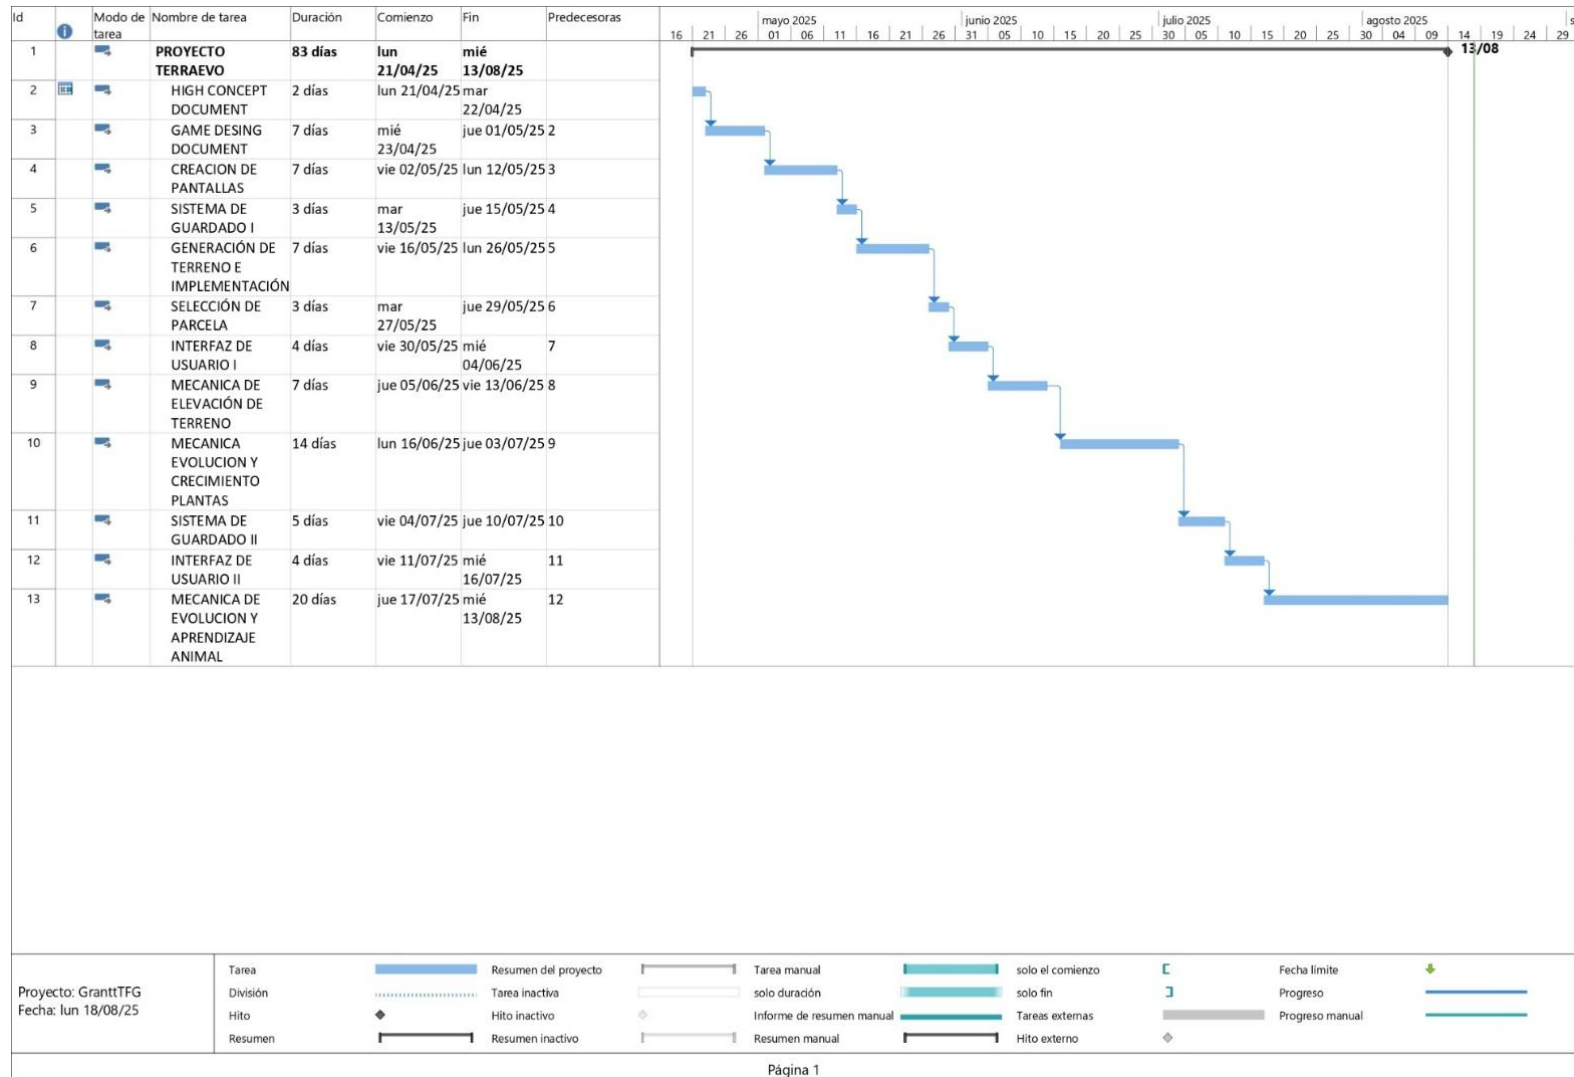 Id Modo de Nombre de tarea Duración Comienzo Fin Predecesoras
tarea
mayo 2025 junio 2025 julio 2025 agosto 2025 s
16 21 26 01 06 11 16 21 26 31 05 10 15 20 25 30 05 10 15 20 25 30 04 09 14 19 24 29
1 PROYECTO 83 días lun mié
TERRAEVO 21/04/25 13/08/25
13/08
2 HIGH CONCEPT 2 días lun 21/04/25 mar
DOCUMENT 22/04/25
3 GAME DESING 7 días mié jue 01/05/25 2
DOCUMENT 23/04/25
4 CREACION DE 7 días vie 02/05/25 lun 12/05/25 3
PANTALLAS
5 SISTEMA DE 3 días mar jue 15/05/25 4
GUARDADO I 13/05/25
6 GENERACIÓN DE 7 días vie 16/05/25 lun 26/05/25 5
TERRENO E
IMPLEMENTACIÓN
7 SELECCIÓN DE 3 días mar jue 29/05/25 6
PARCELA 27/05/25
8 INTERFAZ DE 4 días vie 30/05/25 mié 7
USUARIO I 04/06/25
9 MECANICA DE 7 días jue 05/06/25 vie 13/06/25 8
ELEVACIÓN DE
TERRENO
10 MECANICA 14 días lun 16/06/25 jue 03/07/25 9
EVOLUCION Y
CRECIMIENTO
PLANTAS
11 SISTEMA DE 5 días vie 04/07/25 jue 10/07/25 10
GUARDADO II
12 INTERFAZ DE 4 días vie 11/07/25 mié 11
USUARIO II 16/07/25
13 MECANICA DE 20 días jue 17/07/25 mié 12
EVOLUCION Y 13/08/25
APRENDIZAJE
ANIMAL
Proyecto: GranttTFG
Fecha: lun 18/08/25
Tarea Resumen del proyecto Tarea manual solo el comienzo Fecha límite
División Tarea inactiva solo duración solo fin Progreso
Hito Hito inactivo Informe de resumen manual Tareas externas Progreso manual
Resumen Resumen inactivo Resumen manual Hito externo
Página 1